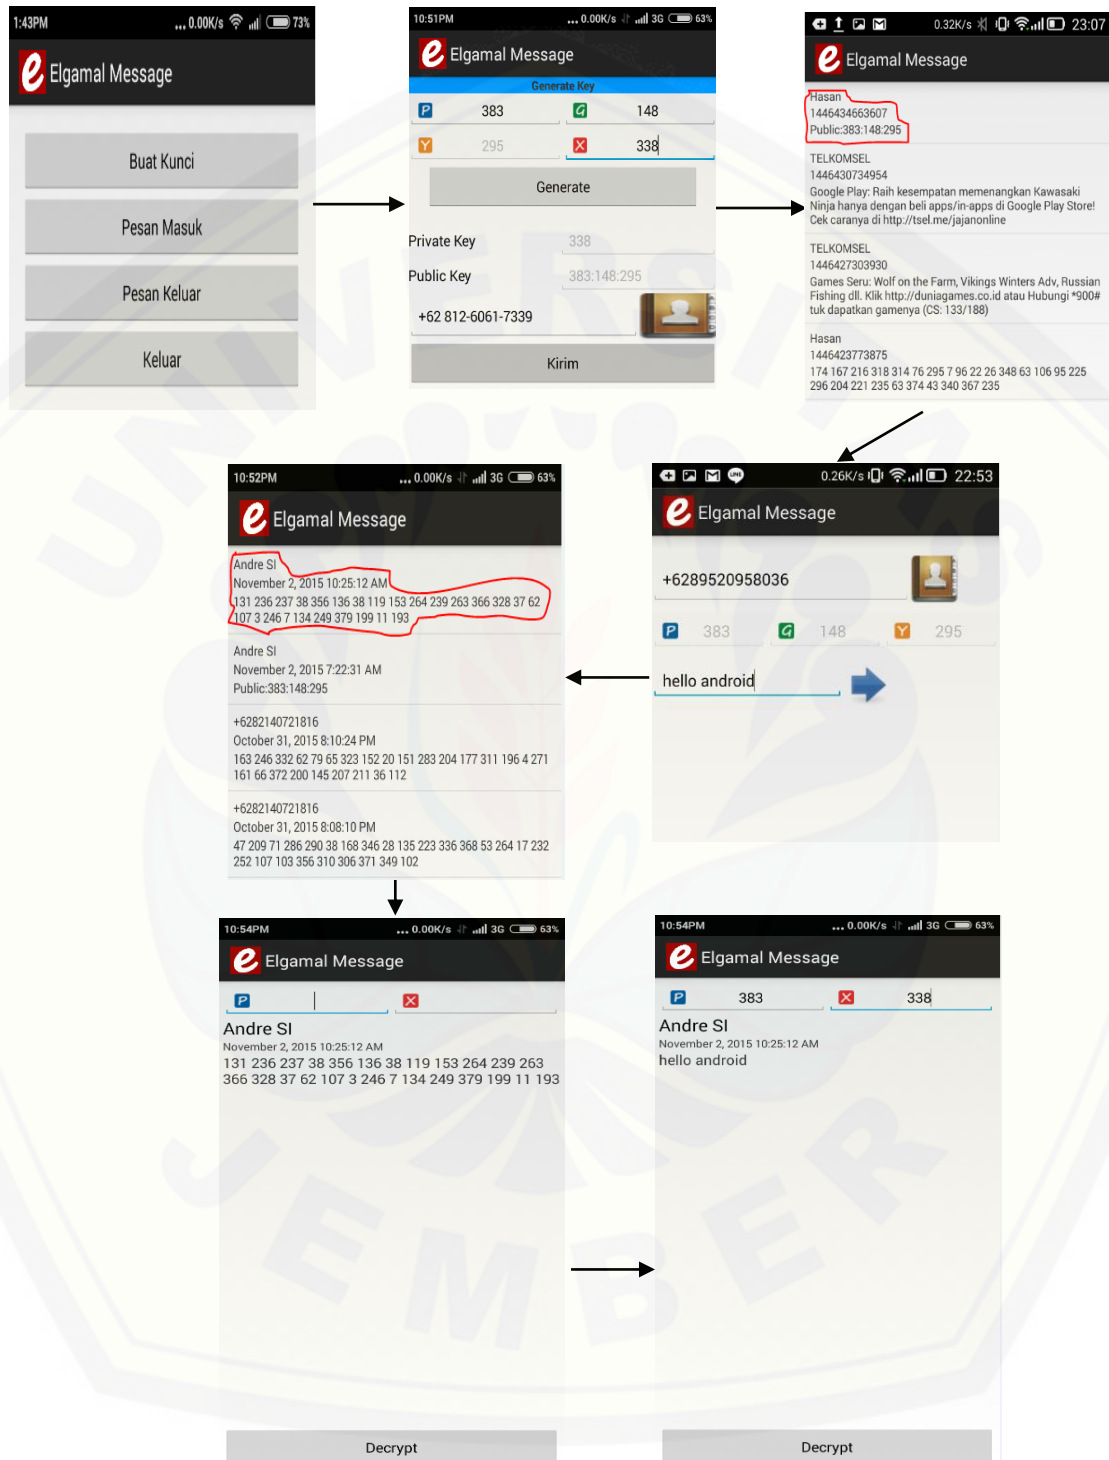 1:43PM ... 0.00K/s 73%
Elgamal Message
Buat Kunci
Pesan Masuk
Pesan Keluar
Keluar
10:51PM ... 0.00K/s 3G 63%
Elgamal Message
Generate Key
P 383 G 148
Y 295 X 338
Generate
Private Key 338
Public Key 383:148:295
+62 812-6061-7339
Kirim
0.32K/s 23:07
Elgamal Message
Hasan
1446434663607
Public:383:148:295
TELKOMSEL
1446430734954
Google Play: Raih kesempatan memenangkan Kawasaki
Ninja hanya dengan beli apps/in-apps di Google Play Store!
Cek caranya di http://tsel.me/jajanonline
TELKOMSEL
1446427303930
Games Seru: Wolf on the Farm, Vikings Winters Adv, Russian
Fishing dll. Klik http://duniagames.co.id atau Hubungi *900#
tuk dapatkan gamenya (CS: 133/188)
Hasan
1446423773875
174 167 216 318 314 76 295 7 96 22 26 348 63 106 95 225
296 204 221 235 63 374 43 340 367 235
LINE 0.26K/s 22:53
Elgamal Message
+6289520958036
P 383 G 148 Y 295
hello android
10:52PM ... 0.00K/s 3G 63%
Elgamal Message
Andre SI
November 2, 2015 10:25:12 AM
131 236 237 38 356 136 38 119 153 264 239 263 366 328 37 62
107 3 246 7 134 249 379 199 11 193
Andre SI
November 2, 2015 7:22:31 AM
Public:383:148:295
+6282140721816
October 31, 2015 8:10:24 PM
163 246 332 62 79 65 323 152 20 151 283 204 177 311 196 4 271
161 66 372 200 145 207 211 36 112
+6282140721816
October 31, 2015 8:08:10 PM
47 209 71 286 290 38 168 346 28 135 223 336 368 53 264 17 232
252 107 103 356 310 306 371 349 102
10:54PM ... 0.00K/s 3G 63%
Elgamal Message
P X
Andre SI
November 2, 2015 10:25:12 AM
131 236 237 38 356 136 38 119 153 264 239 263
366 328 37 62 107 3 246 7 134 249 379 199 11 193
Decrypt
10:54PM ... 0.00K/s 3G 63%
Elgamal Message
P 383 X 338
Andre SI
November 2, 2015 10:25:12 AM
hello android
Decrypt
UNIVERSITAS
JEMBER